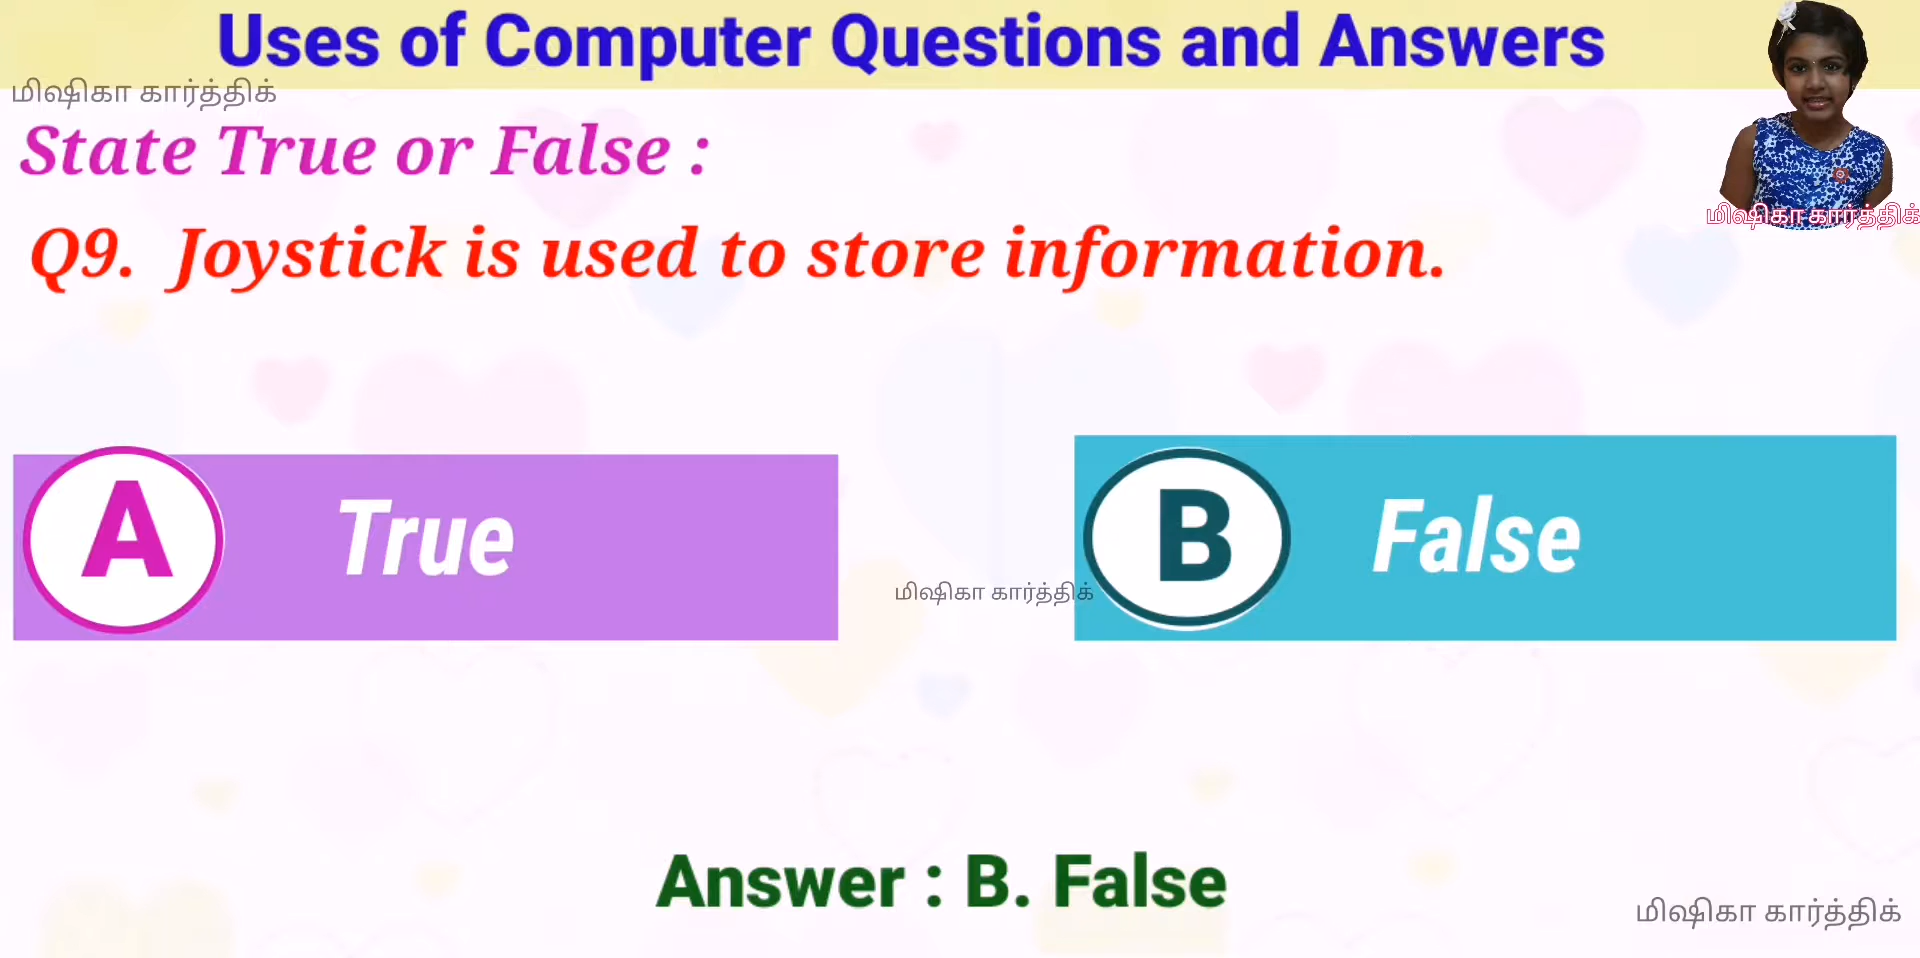 Uses of Computer Questions and Answers
மிஷிகா கார்த்திக்
State True or False :
மிஷிகா கார்த்திக்
Q9. Joystick is used to store information.
A True
B False
மிஷிகா கார்த்திக்
Answer : B. False
மிஷிகா கார்த்திக்